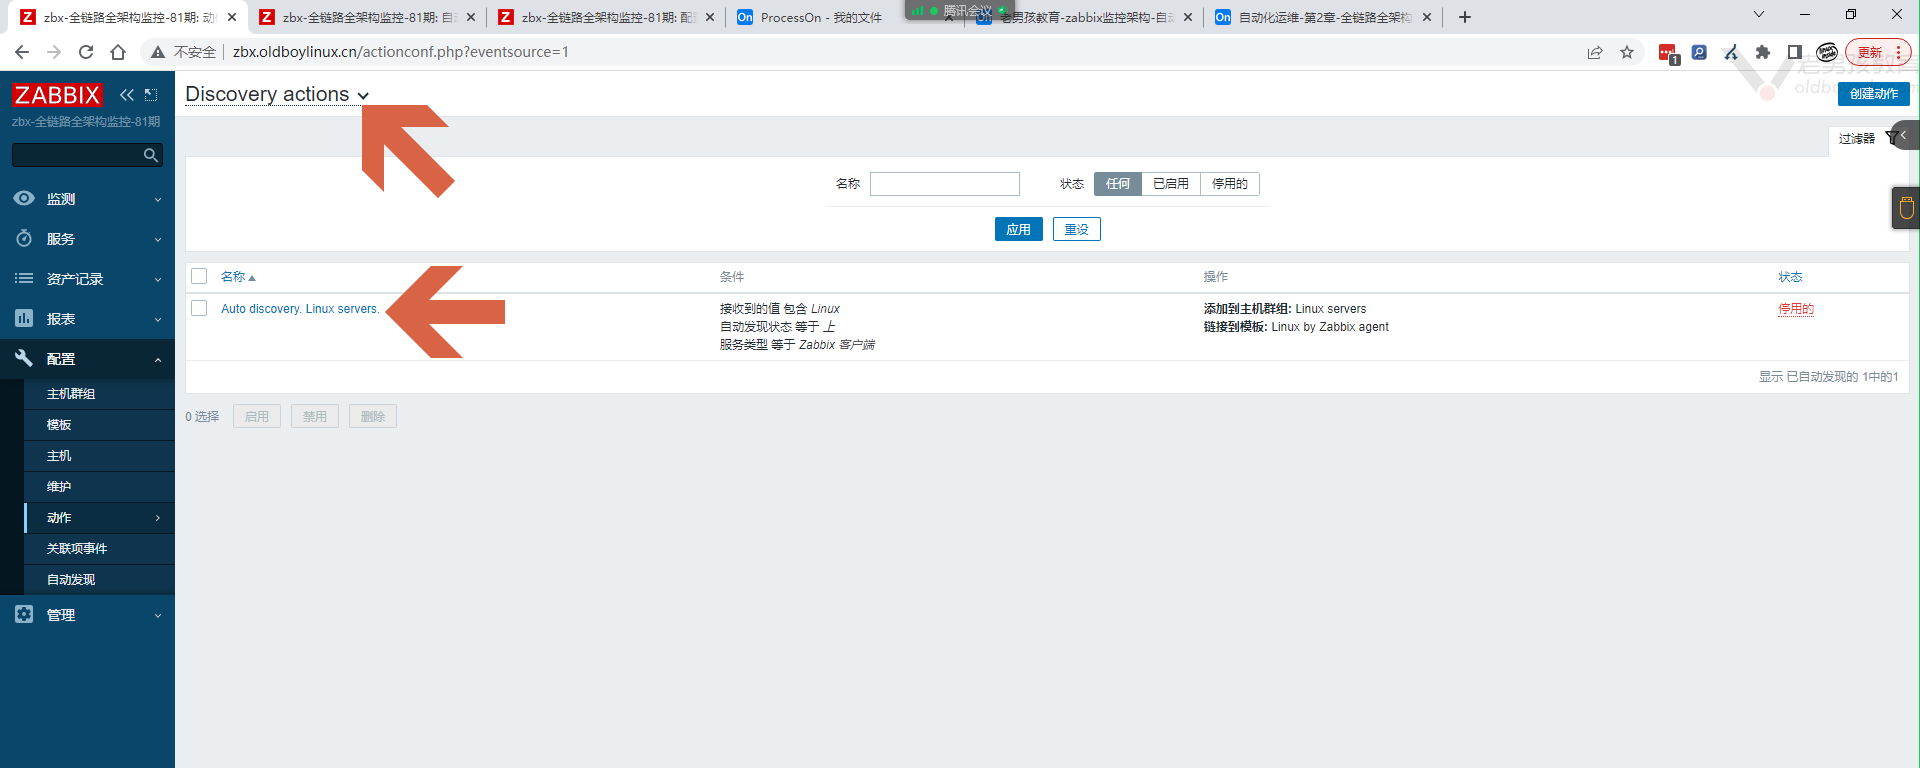 zbx-全链路全架构监控-81期: 动
zbx-全链路全架构监控-81期: 自
zbx-全链路全架构监控-81期: 配
On ProcessOn - 我的文件
腾讯会议
老男孩教育-zabbix监控架构-自动
On 自动化运维-第2章-全链路全架构
不安全 zbx.oldboylinux.cn/actionconf.php?eventsource=1
1
更新
ZABBIX
zbx-全链路全架构监控-81期
监测
服务
资产记录
报表
配置
主机群组
模板
主机
维护
动作
关联项事件
自动发现
管理
Discovery actions
老男孩教育
创建动作
过滤器
名称
状态 任何 已启用 停用的
应用 重设
名称 条件 操作 状态
Auto discovery. Linux servers.
接收到的值 包含 Linux
自动发现状态 等于 上
服务类型 等于 Zabbix 客户端
添加到主机群组: Linux servers
链接到模板: Linux by Zabbix agent
停用的
显示 已自动发现的 1中的1
0 选择 启用 禁用 删除